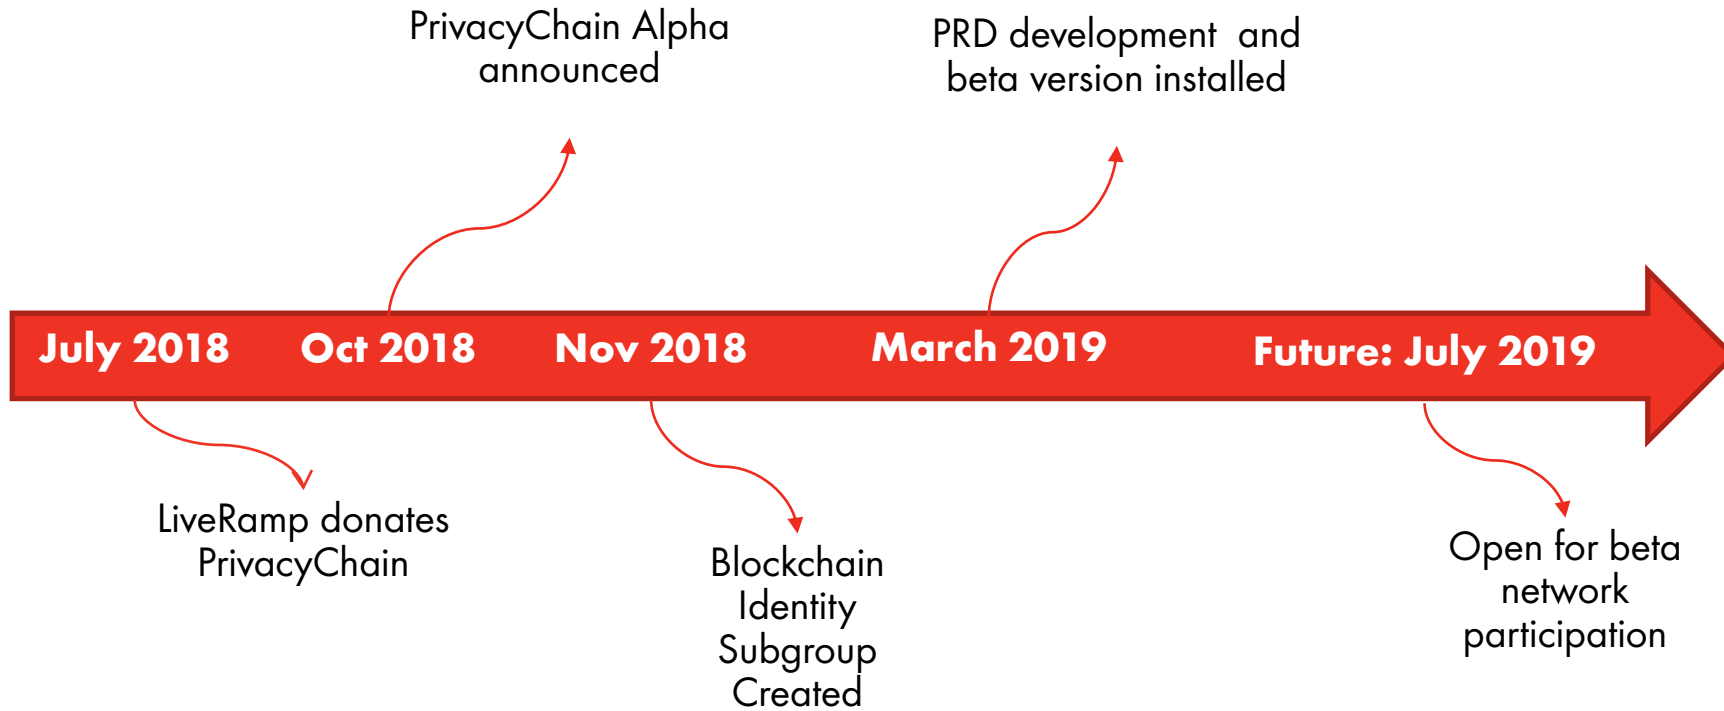 PrivacyChain Alpha
announced
PRD development and
beta version installed
July 2018
Oct 2018
Nov 2018
March 2019
Future: July 2019
LiveRamp donates
PrivacyChain
Blockchain
Identity
Subgroup
Created
Open for beta
network
participation